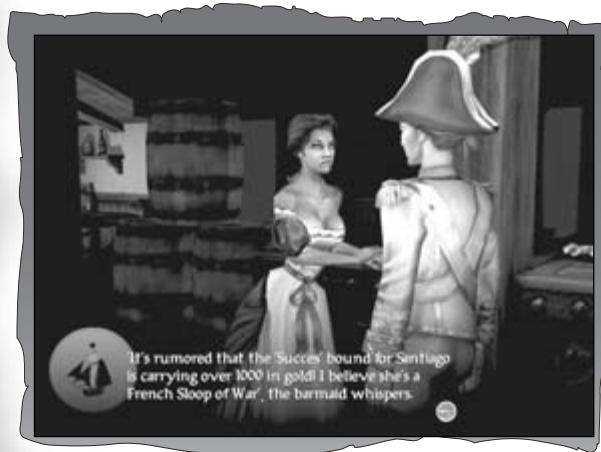 'It's rumored that the 'Succes' bound for Santiago
is carrying over 1000 in gold! I believe she's a
French Sloop of War', the barmaid whispers.